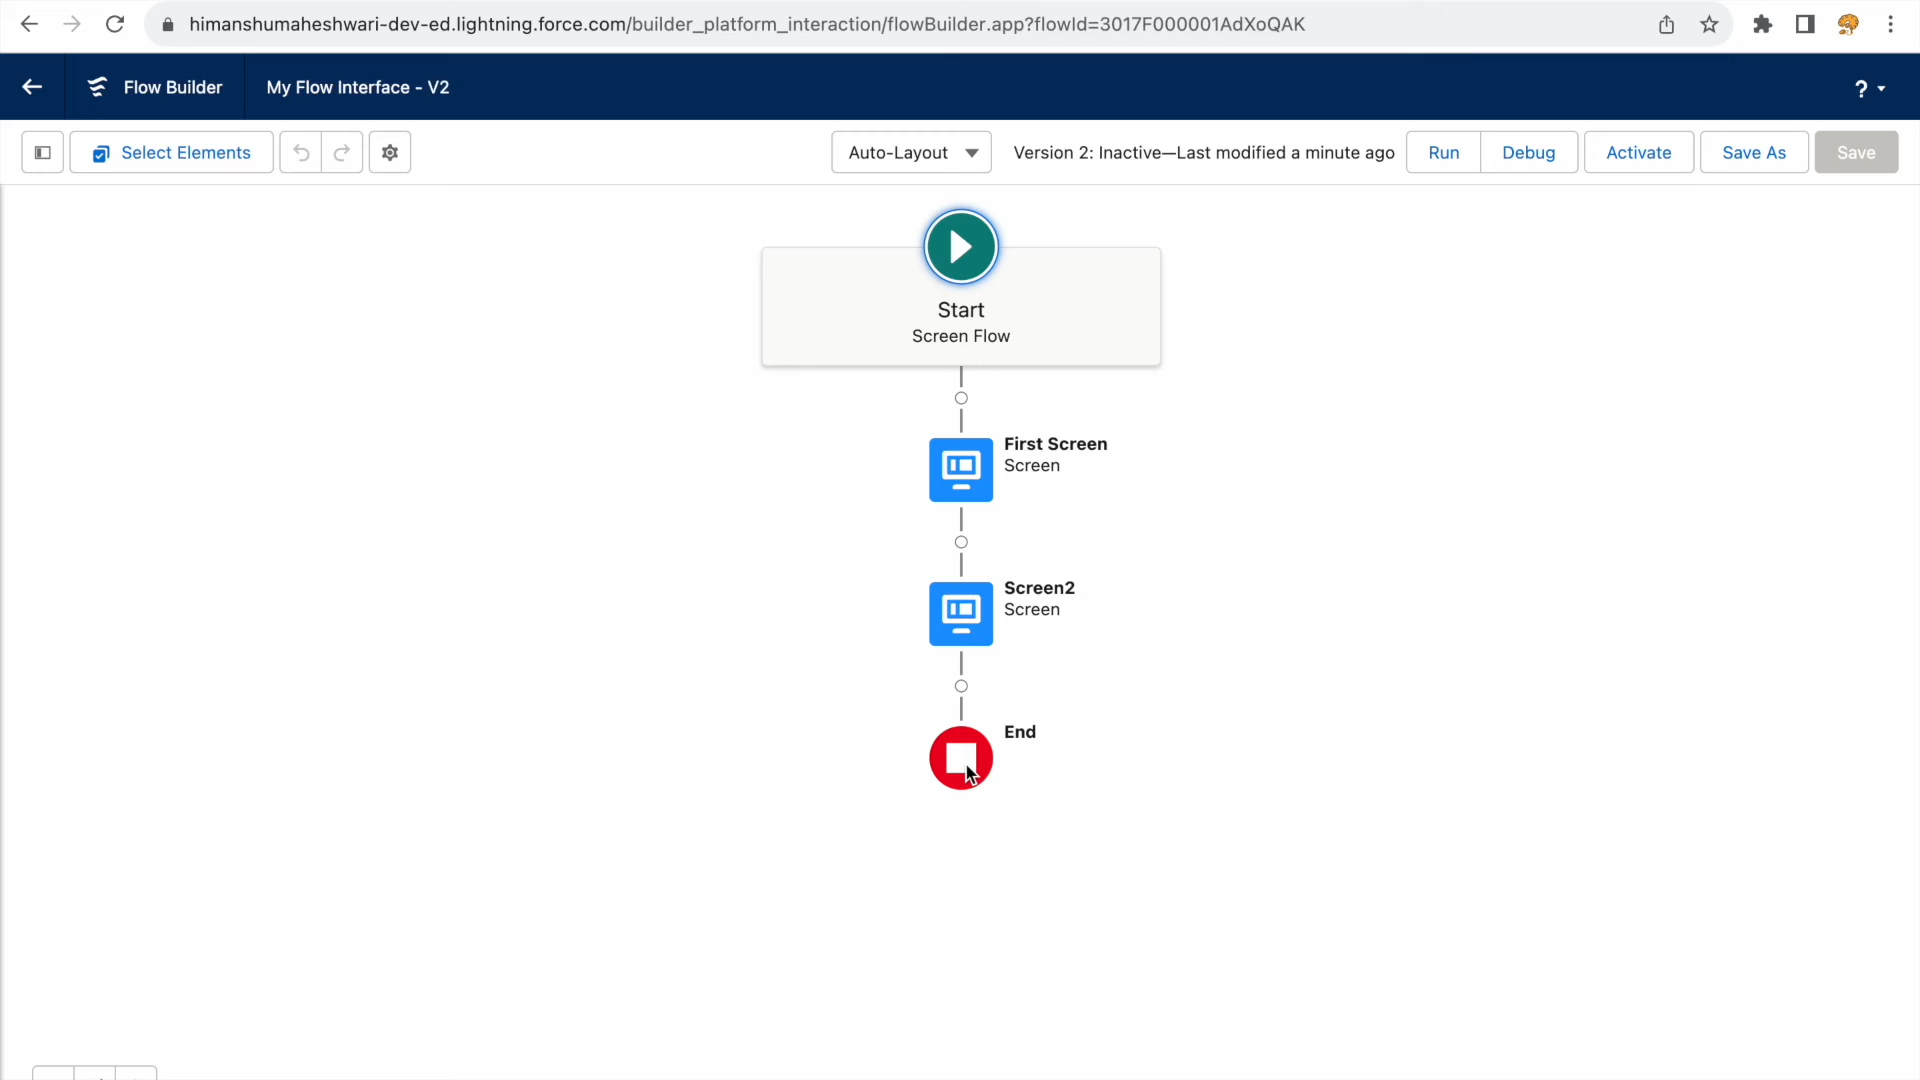 himanshumaheshwari-dev-ed.lightning.force.com/builder_platform_interaction/flowBuilder.app?flowId=3017F000001AdXoQAK
Flow Builder
My Flow Interface - V2
?
Select Elements
Auto-Layout
Version 2: Inactive—Last modified a minute ago
Run
Debug
Activate
Save As
Save
Start
Screen Flow
First Screen
Screen
Screen2
Screen
End